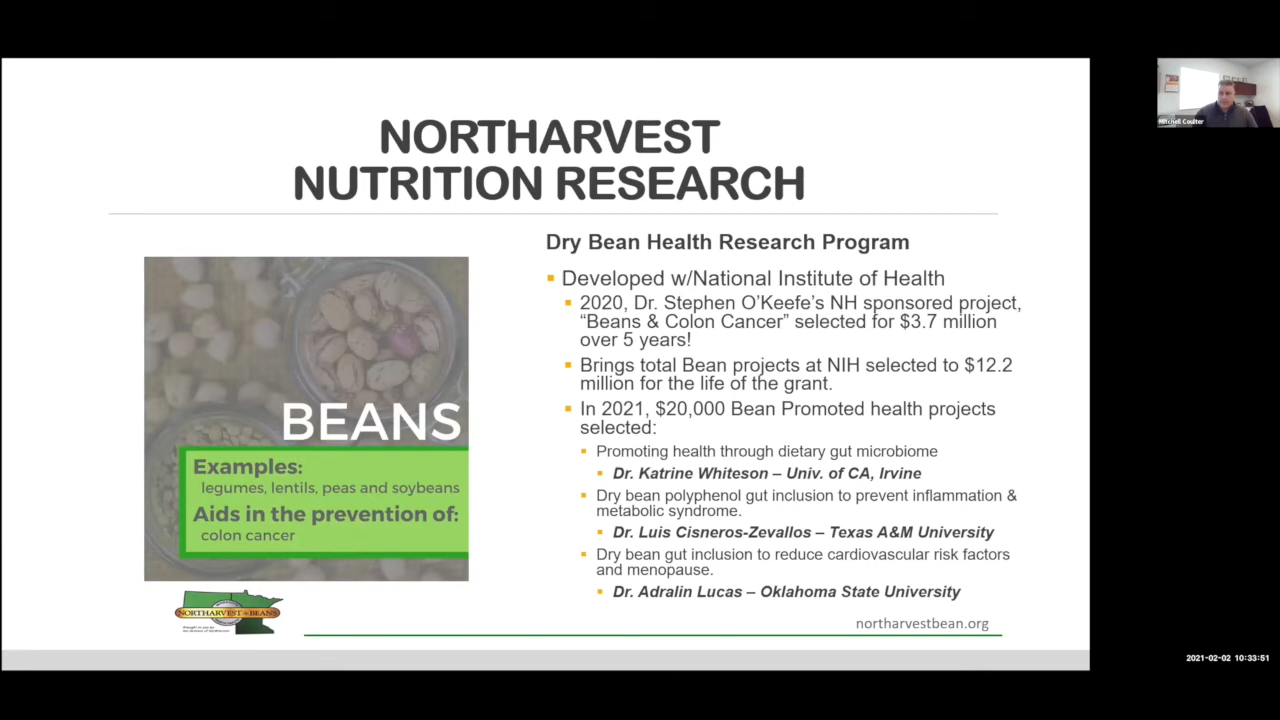 NORTHARVEST
NUTRITION RESEARCH
Dry Bean Health Research Program
Developed w/National Institute of Health
2020, Dr. Stephen O'Keefe's NH sponsored project,
“Beans & Colon Cancer” selected for $3.7 million
over 5 years!
Brings total Bean projects at NIH selected to $12.2
million for the life of the grant.
In 2021, $20,000 Bean Promoted health projects
selected:
Promoting health through dietary gut microbiome
Dr. Katrine Whiteson – Univ. of CA, Irvine
Dry bean polyphenol gut inclusion to prevent inflammation &
metabolic syndrome.
Dr. Luis Cisneros-Zevallos – Texas A&M University
Dry bean gut inclusion to reduce cardiovascular risk factors
and menopause.
Dr. Adralin Lucas – Oklahoma State University
BEANS
Examples:
legumes, lentils, peas and soybeans
Aids in the prevention of:
colon cancer
NORTHARVEST BEANS
northarvestbean.org
Mitchell Coulter
2021-02-02 10:33:51